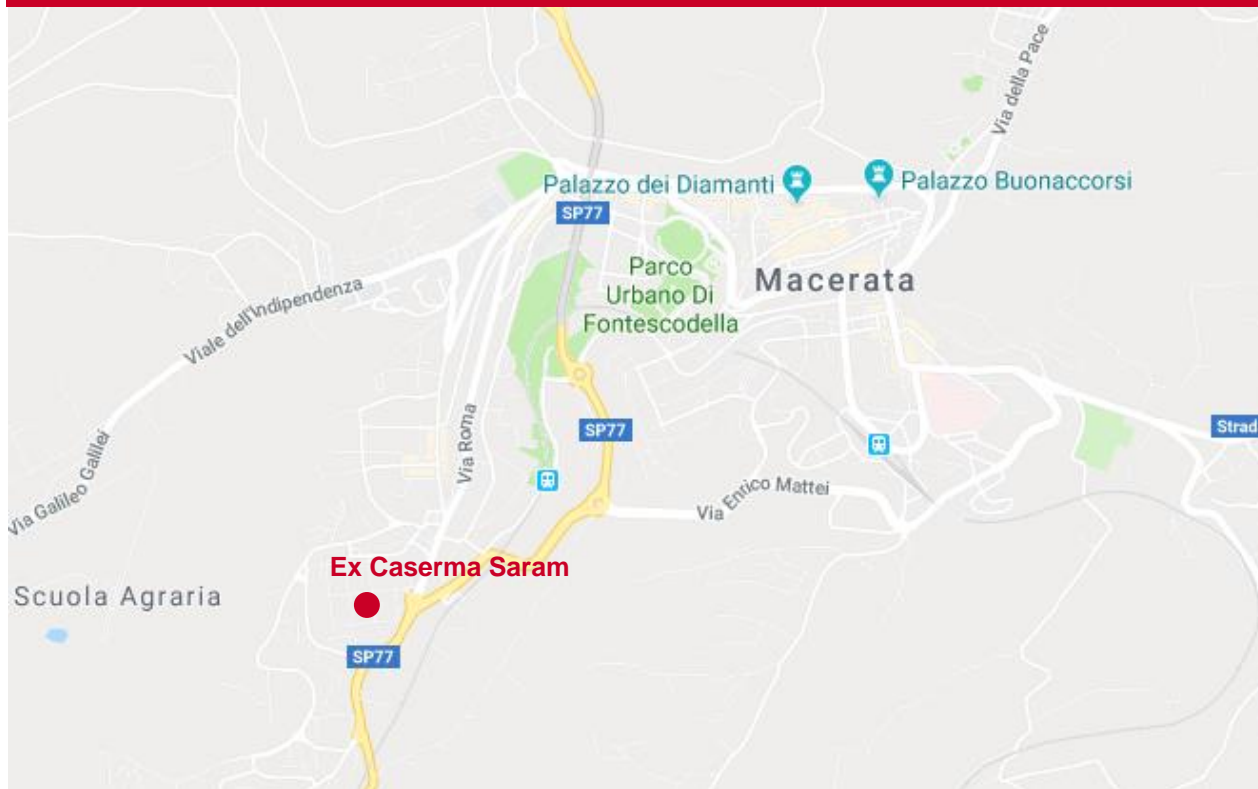 Via della Pace
Palazzo dei Diamanti
Palazzo Buonaccorsi
SP77
Parco
Urbano Di
Fontescodella
Macerata
Viale dell'Indipendenza
SP77
Strad
Via Roma
Via Galileo Galilei
Via Enrico Mattei
Ex Caserma Saram
Scuola Agraria
SP77